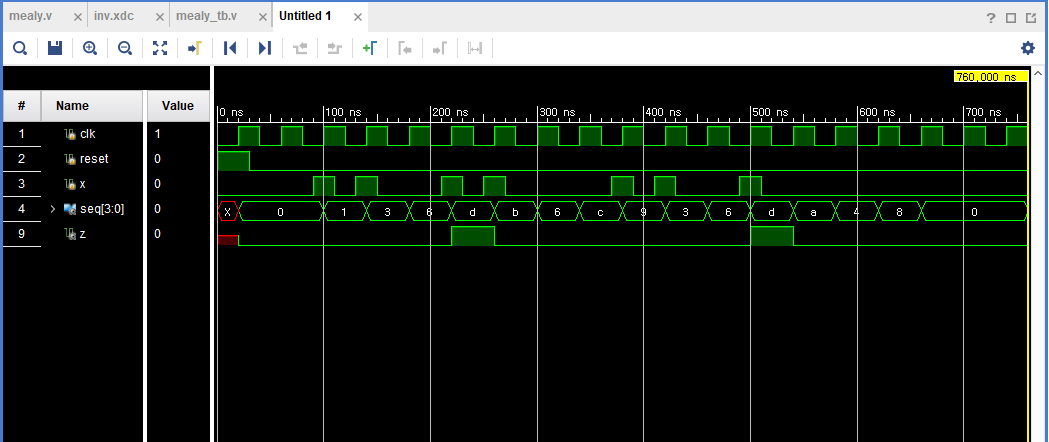 mealy.v × inv.xdc × mealy_tb.v × Untitled 1 ×
760,000 ns
# Name Value
0 ns 100 ns 200 ns 300 ns 400 ns 500 ns 600 ns 700 ns
1 clk 1
2 reset 0
3 x 0
4 seq[3:0] 0 X 0 1 3 6 d b 6 c 9 3 6 d a 4 8 0
9 z 0